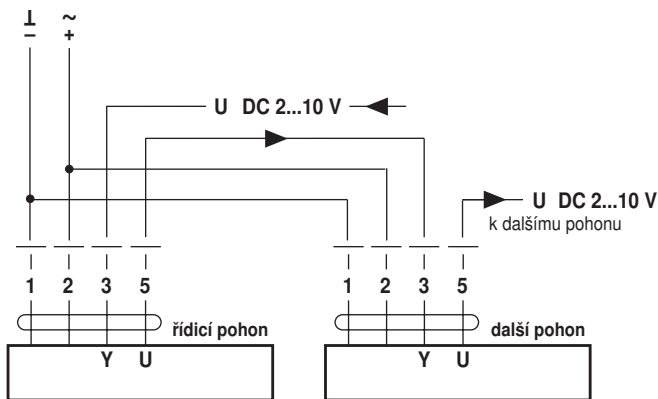 ⊥ ~
− +
U DC 2...10 V
U DC 2...10 V
k dalšímu pohonu
1 2 3 5 1 2 3 5
řídicí pohon další pohon
Y U Y U